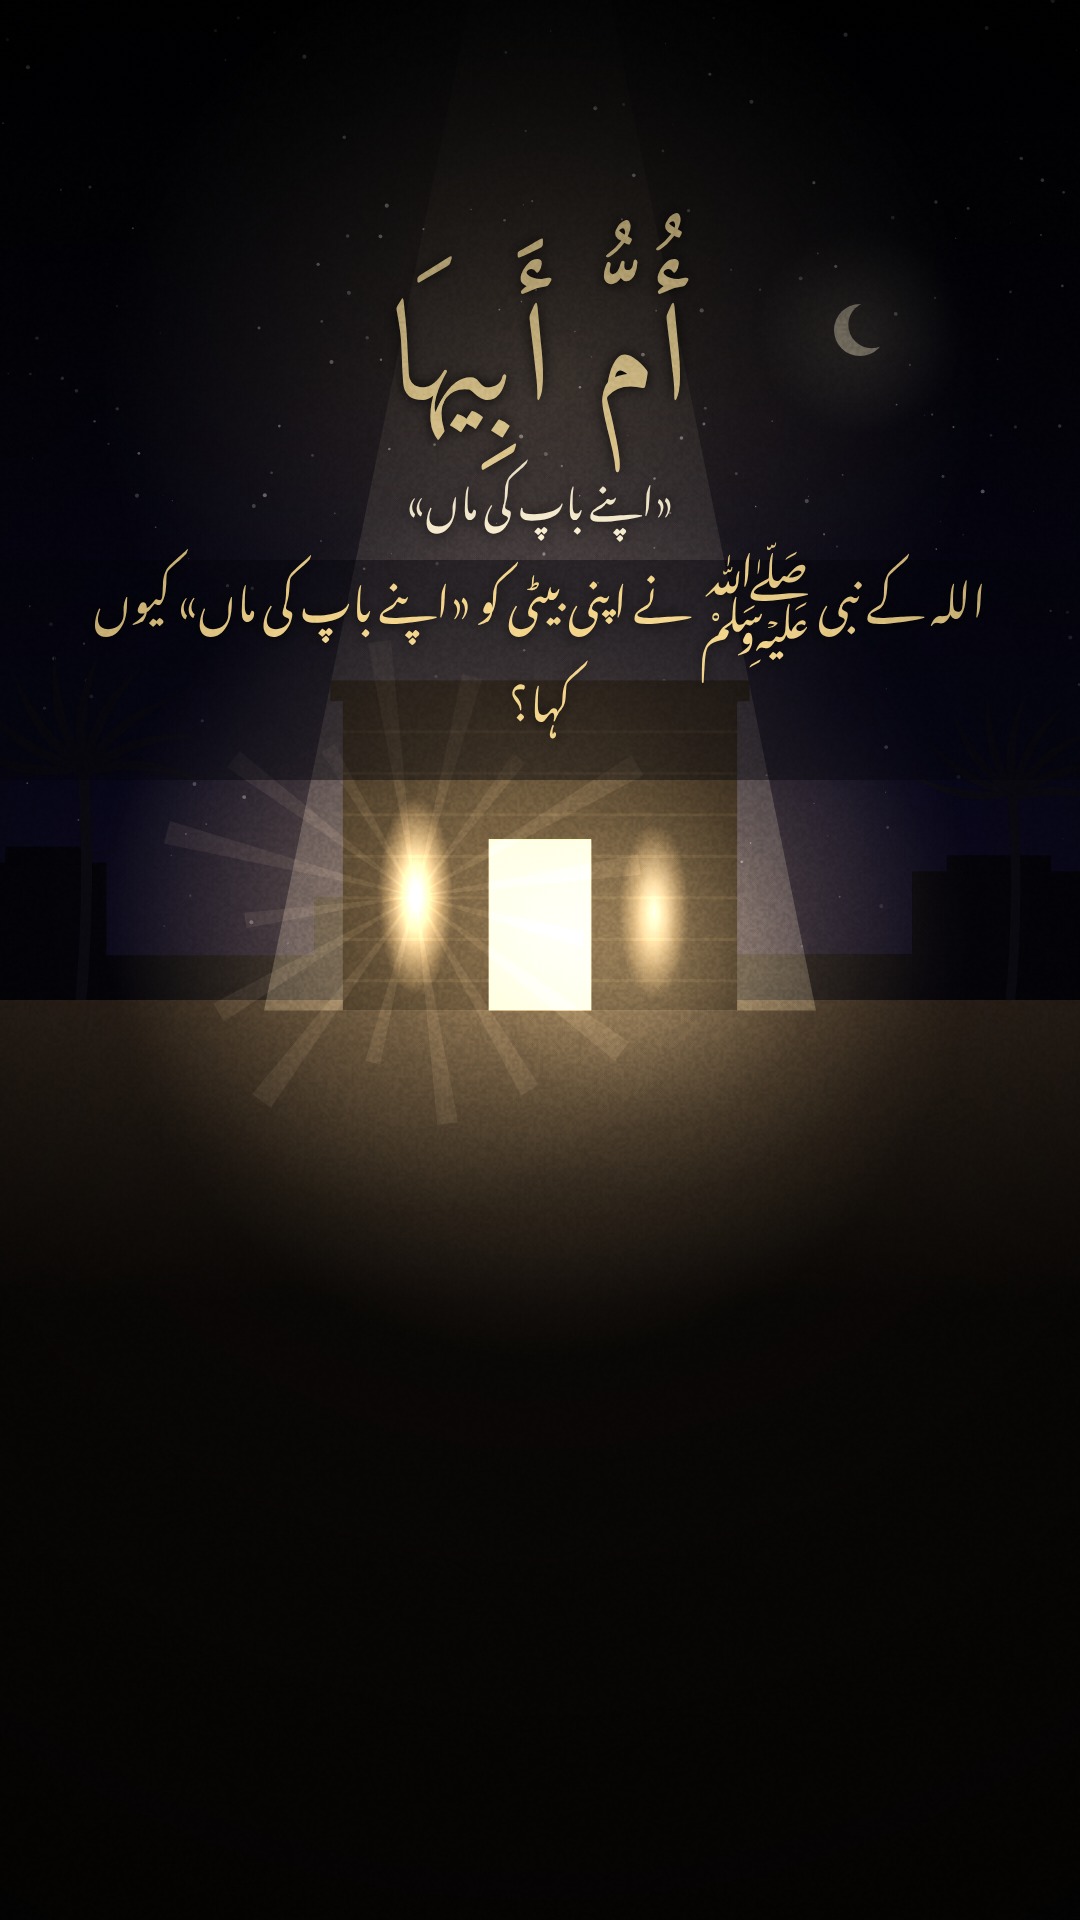 أُمُّ أَبِيهَا
«اپنے باپ کی ماں»
اللہ کے نبی ﷺ نے اپنی بیٹی کو «اپنے باپ کی ماں» کیوں
کہا؟